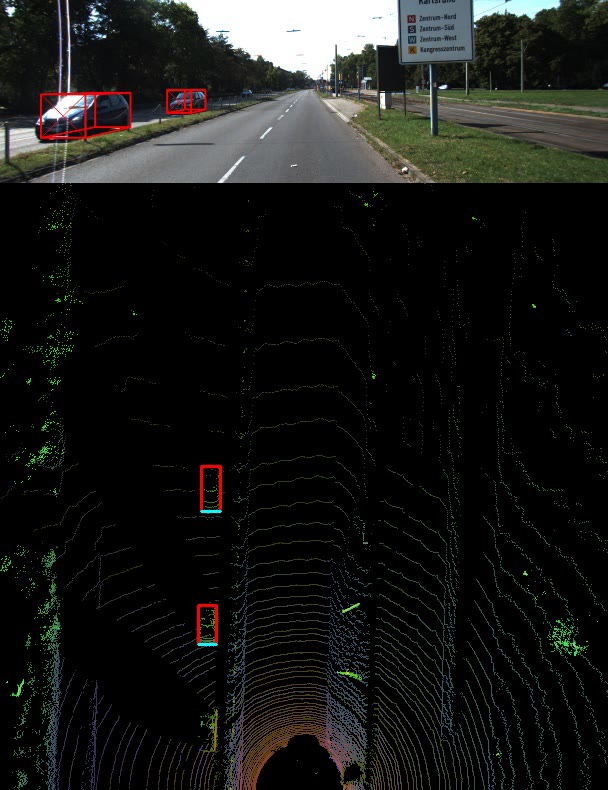 Karlsruhe
N Zentrum-Nord
S Zentrum-Süd
W Zentrum-West
K Kongresszentrum